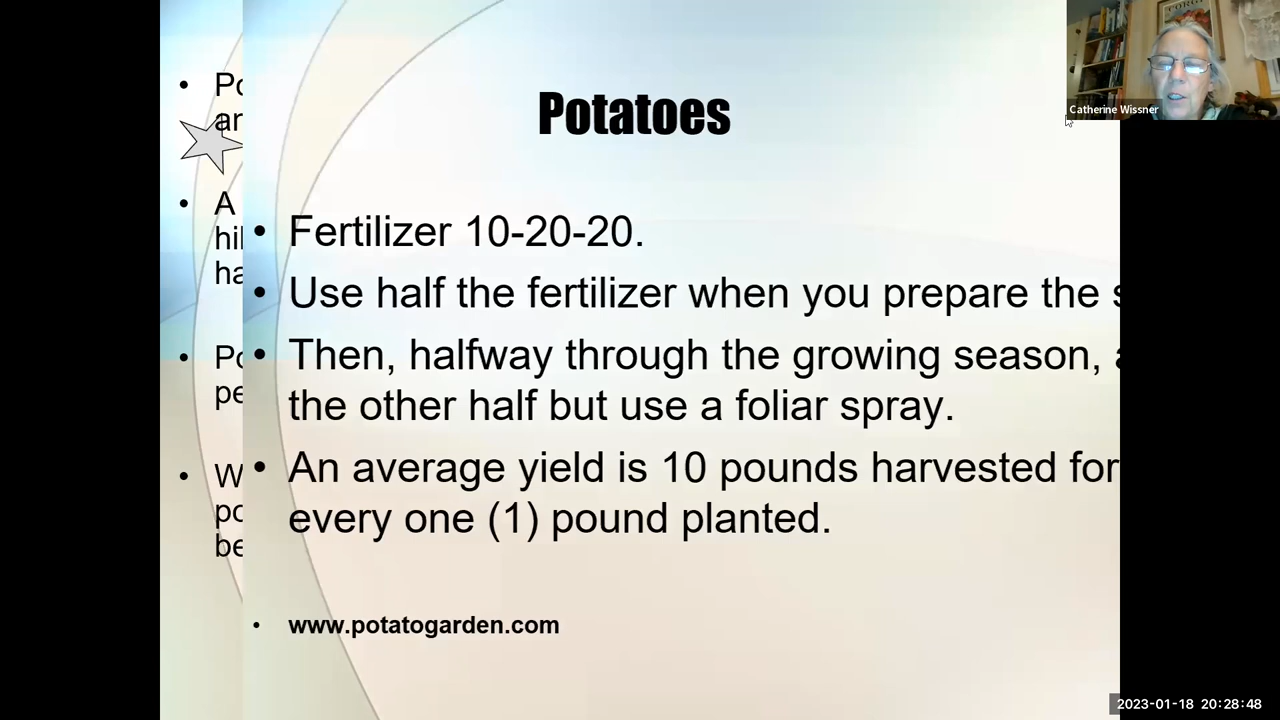 CORGI
Catherine Wissner
Potatoes
• Fertilizer 10-20-20.
• Use half the fertilizer when you prepare the
• Then, halfway through the growing season,
the other half but use a foliar spray.
• An average yield is 10 pounds harvested for
every one (1) pound planted.
• www.potatogarden.com
• A
2023-01-18 20:28:48